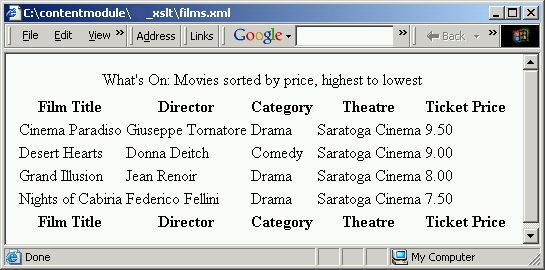 C:\contentmodule\ _xslt\films.xml
File Edit View » Address Links Google » Back »
What's On: Movies sorted by price, highest to lowest
Film Title Director Category Theatre Ticket Price
Cinema Paradiso Giuseppe Tornatore Drama Saratoga Cinema 9.50
Desert Hearts Donna Deitch Comedy Saratoga Cinema 9.00
Grand Illusion Jean Renoir Drama Saratoga Cinema 8.00
Nights of Cabiria Federico Fellini Drama Saratoga Cinema 7.50
Film Title Director Category Theatre Ticket Price
Done My Computer